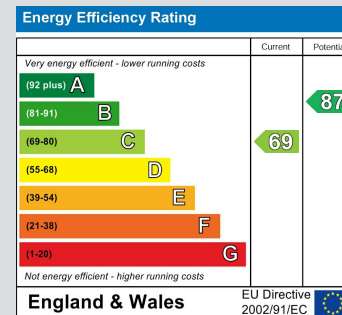 Energy Efficiency Rating
Current Potentia
Very energy efficient - lower running costs
(92 plus) A
(81-91) B
87
(69-80) C
69
(55-68) D
(39-54) E
(21-38) F
(1-20) G
Not energy efficient - higher running costs
England & Wales
EU Directive
2002/91/EC